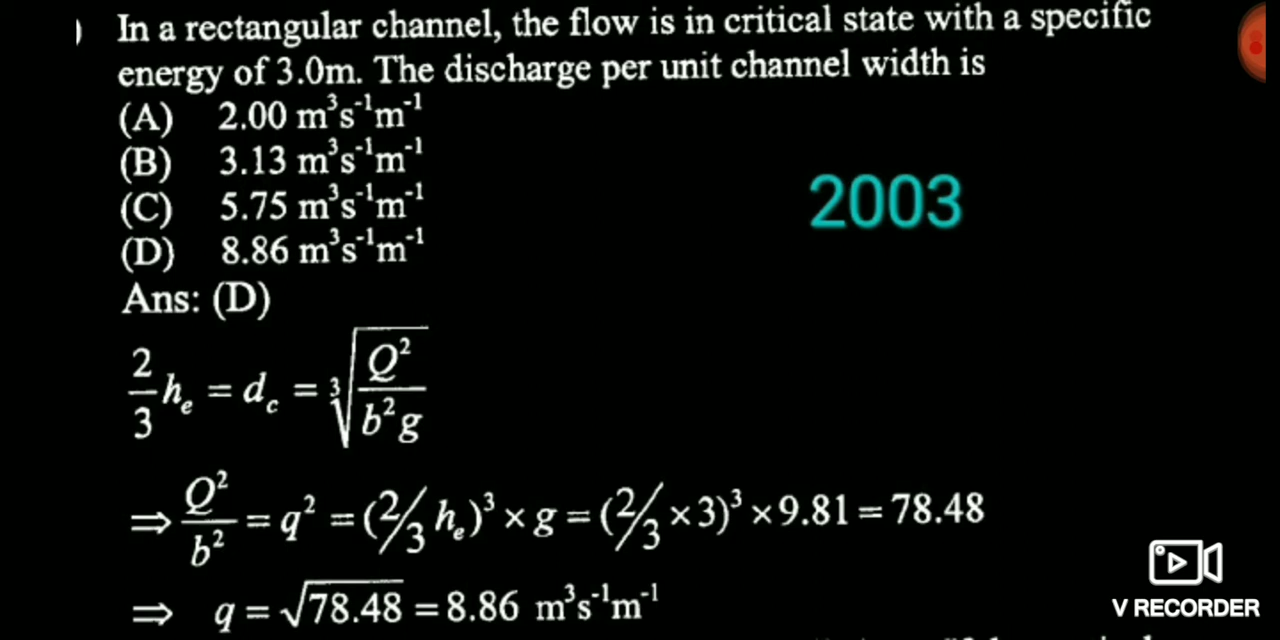 ) In a rectangular channel, the flow is in critical state with a specific
energy of 3.0m. The discharge per unit channel width is
(A) 2.00 m³s⁻¹m⁻¹
(B) 3.13 m³s⁻¹m⁻¹
(C) 5.75 m³s⁻¹m⁻¹
(D) 8.86 m³s⁻¹m⁻¹
2003
Ans: (D)
2/3 hₑ = d_c = ∛(Q²/b²g)
⇒ Q²/b² = q² = (2/3 hₑ)³ × g = (2/3 × 3)³ × 9.81 = 78.48
⇒ q = √78.48 = 8.86 m³s⁻¹m⁻¹
V RECORDER